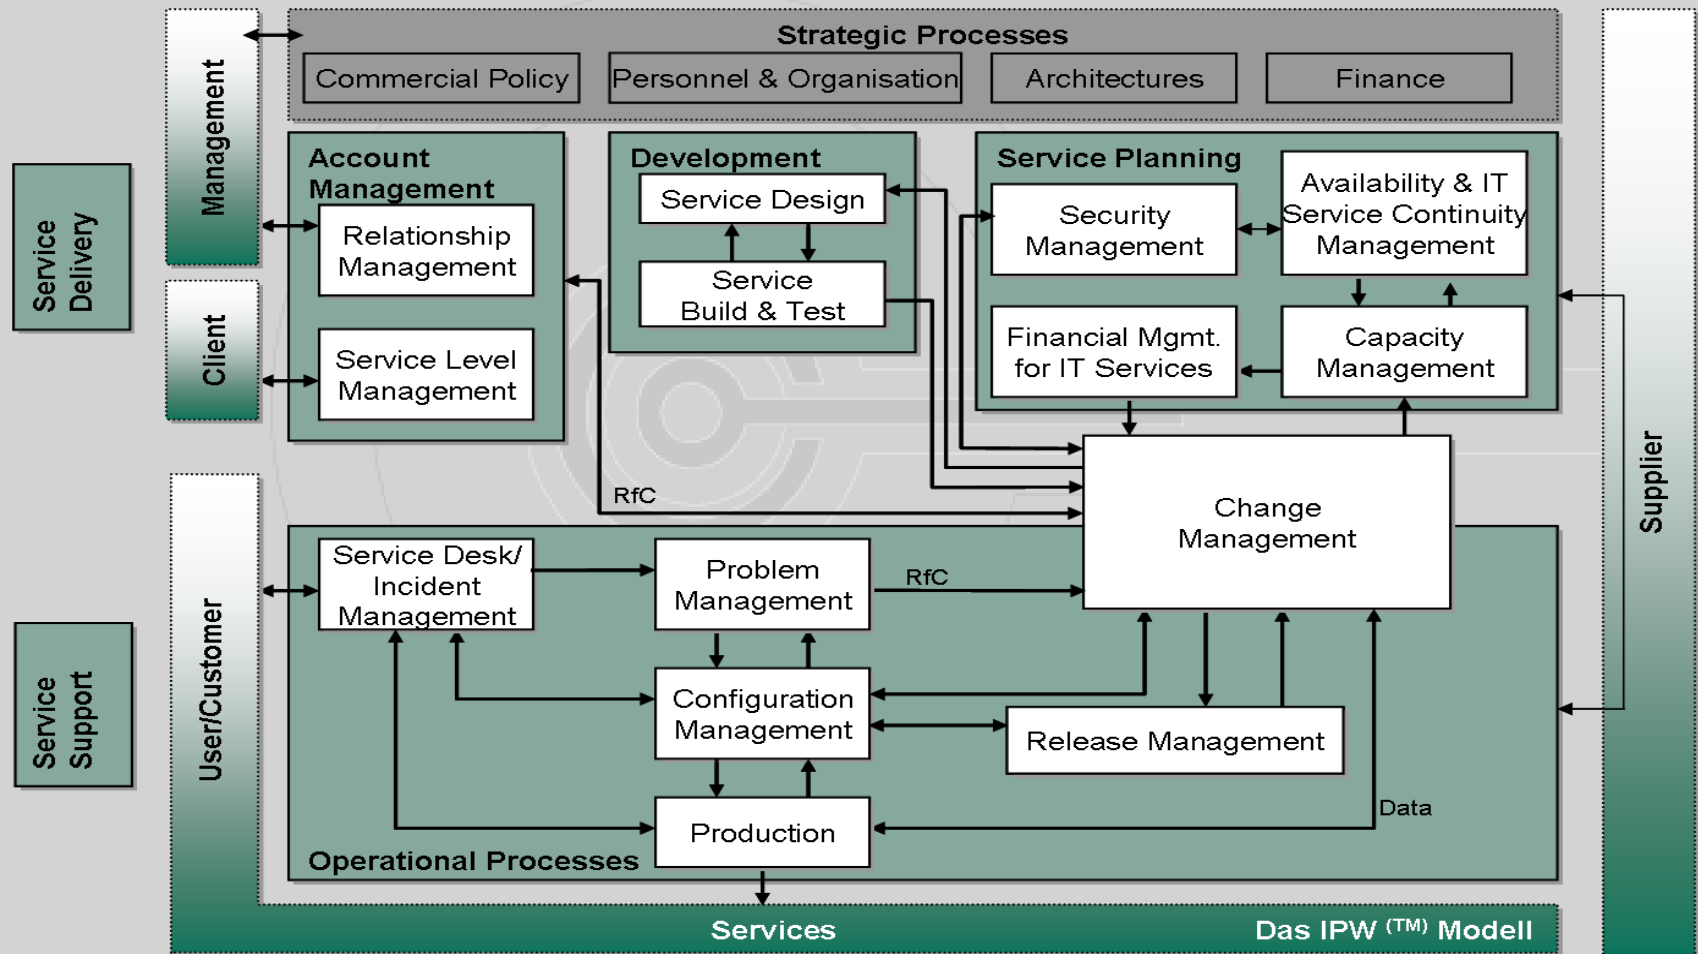 Strategic Processes
Commercial Policy
Personnel & Organisation
Architectures
Finance
Management
Client
User/Customer
Supplier
Service
Delivery
Service
Support
Account
Management
Relationship
Management
Service Level
Management
Development
Service Design
Service
Build & Test
Service Planning
Security
Management
Availability & IT
Service Continuity
Management
Financial Mgmt.
for IT Services
Capacity
Management
RfC
Change
Management
Service Desk/
Incident
Management
Problem
Management
RfC
Configuration
Management
Release Management
Data
Production
Operational Processes
Services
Das IPW (TM) Modell